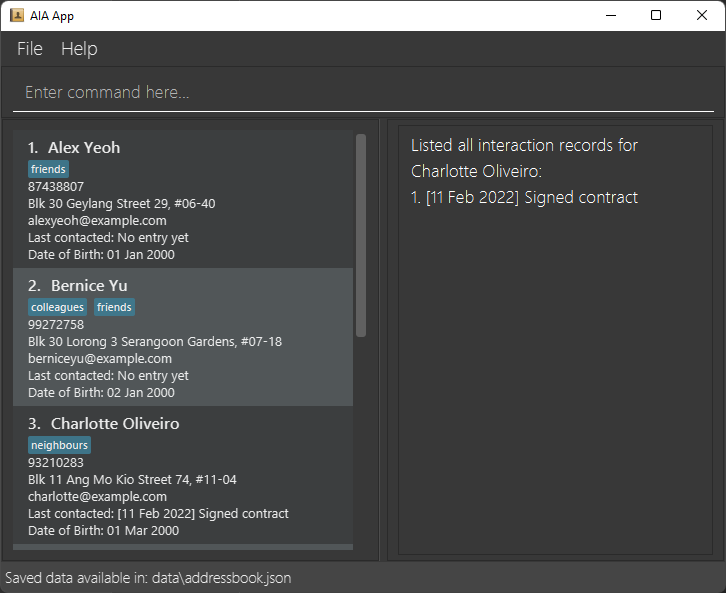 AIA App
File Help
Enter command here...
1. Alex Yeoh
friends
87438807
Blk 30 Geylang Street 29, #06-40
alexyeoh@example.com
Last contacted: No entry yet
Date of Birth: 01 Jan 2000
2. Bernice Yu
colleagues friends
99272758
Blk 30 Lorong 3 Serangoon Gardens, #07-18
berniceyu@example.com
Last contacted: No entry yet
Date of Birth: 02 Jan 2000
3. Charlotte Oliveiro
neighbours
93210283
Blk 11 Ang Mo Kio Street 74, #11-04
charlotte@example.com
Last contacted: [11 Feb 2022] Signed contract
Date of Birth: 01 Mar 2000
Listed all interaction records for
Charlotte Oliveiro:
1. [11 Feb 2022] Signed contract
Saved data available in: data\addressbook.json